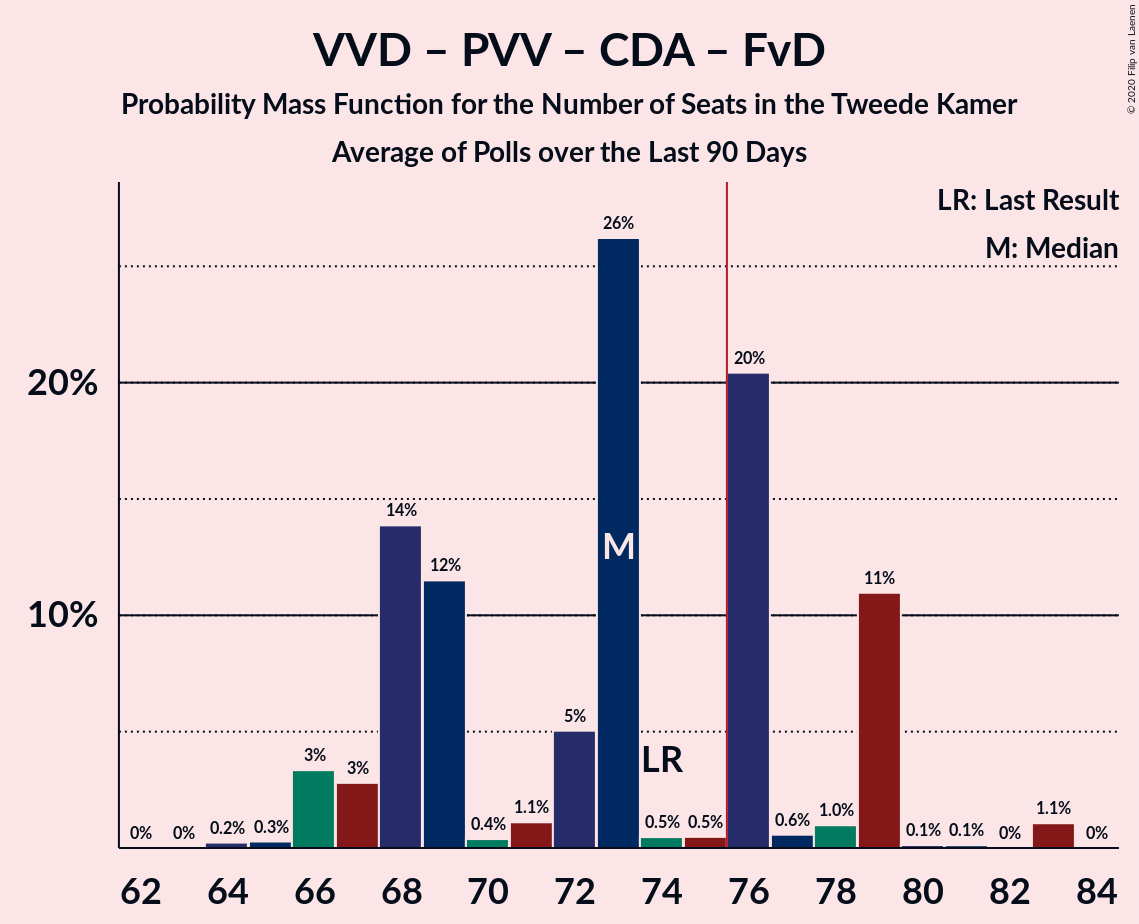 VVD – PVV – CDA – FvD
Probability Mass Function for the Number of Seats in the Tweede Kamer
Average of Polls over the Last 90 Days
© 2020 Filip van Laenen
LR: Last Result
M: Median
20%
10%
0%
0%
0.2%
0.3%
3%
3%
14%
12%
0.4%
1.1%
5%
26%
M
LR
0.5%
0.5%
20%
0.6%
1.0%
11%
0.1%
0.1%
0%
1.1%
0%
62 64 66 68 70 72 74 76 78 80 82 84